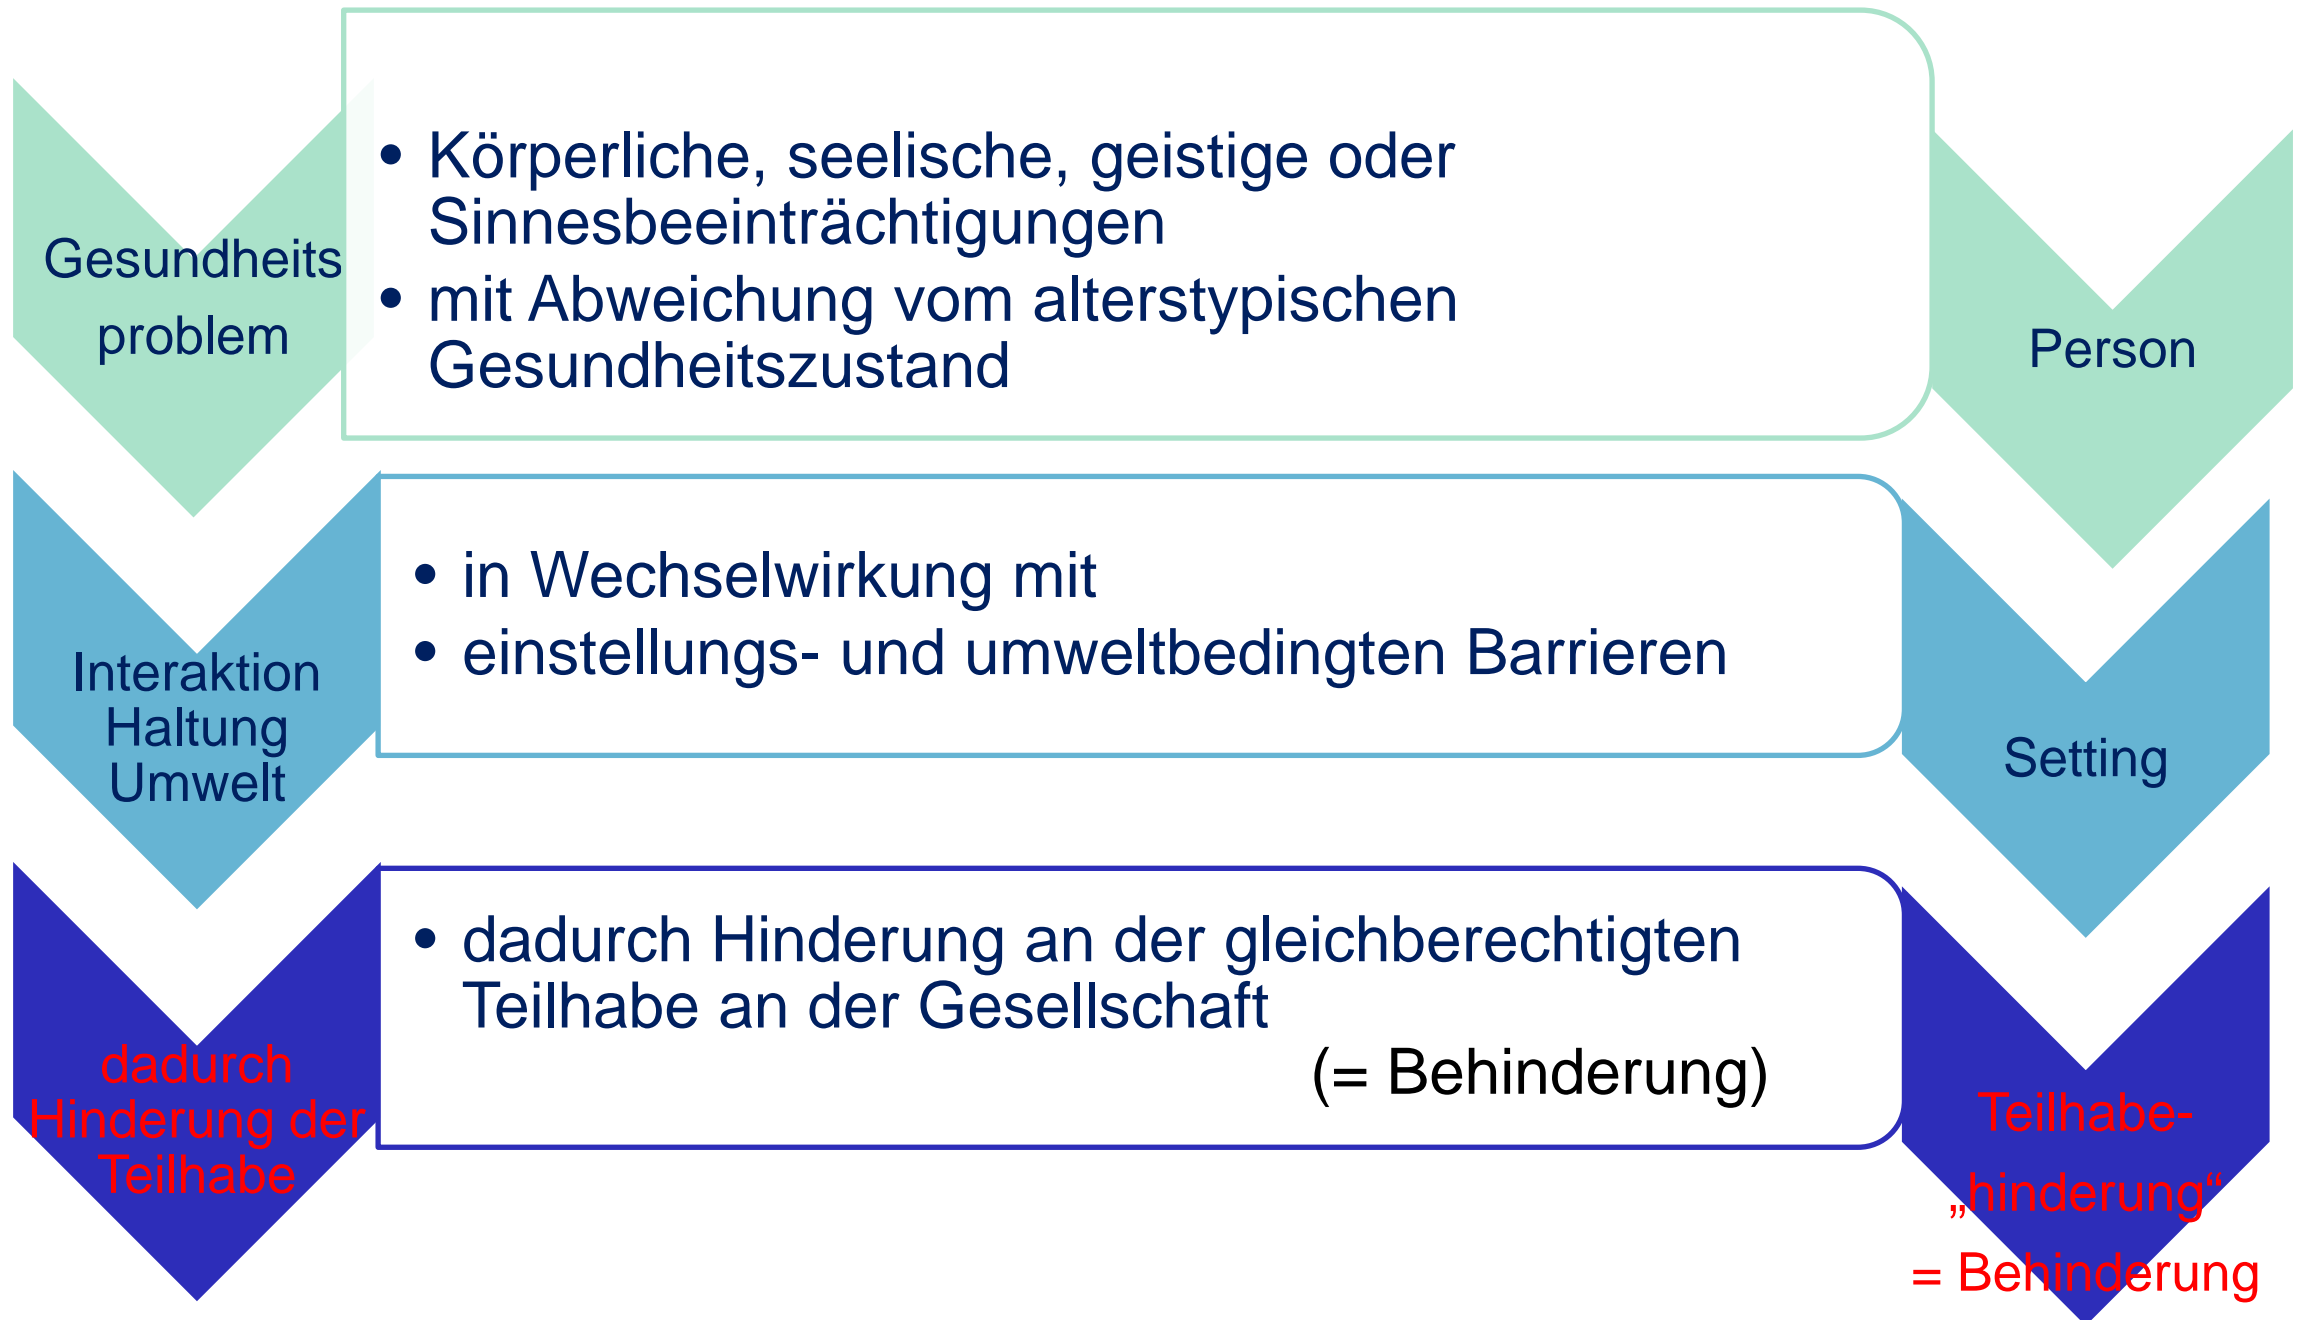 Gesundheits
problem
• Körperliche, seelische, geistige oder
Sinnesbeeinträchtigungen
• mit Abweichung vom alterstypischen
Gesundheitszustand
Person
Interaktion
Haltung
Umwelt
• in Wechselwirkung mit
• einstellungs- und umweltbedingten Barrieren
Setting
dadurch
Hinderung der
Teilhabe
• dadurch Hinderung an der gleichberechtigten
Teilhabe an der Gesellschaft
(= Behinderung)
Teilhabe-
„hinderung“
= Behinderung